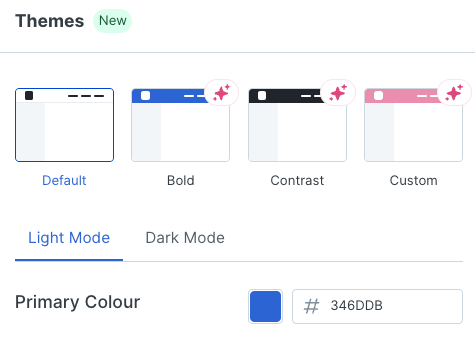 Themes New
Default Bold Contrast Custom
Light Mode Dark Mode
Primary Colour # 346DDB